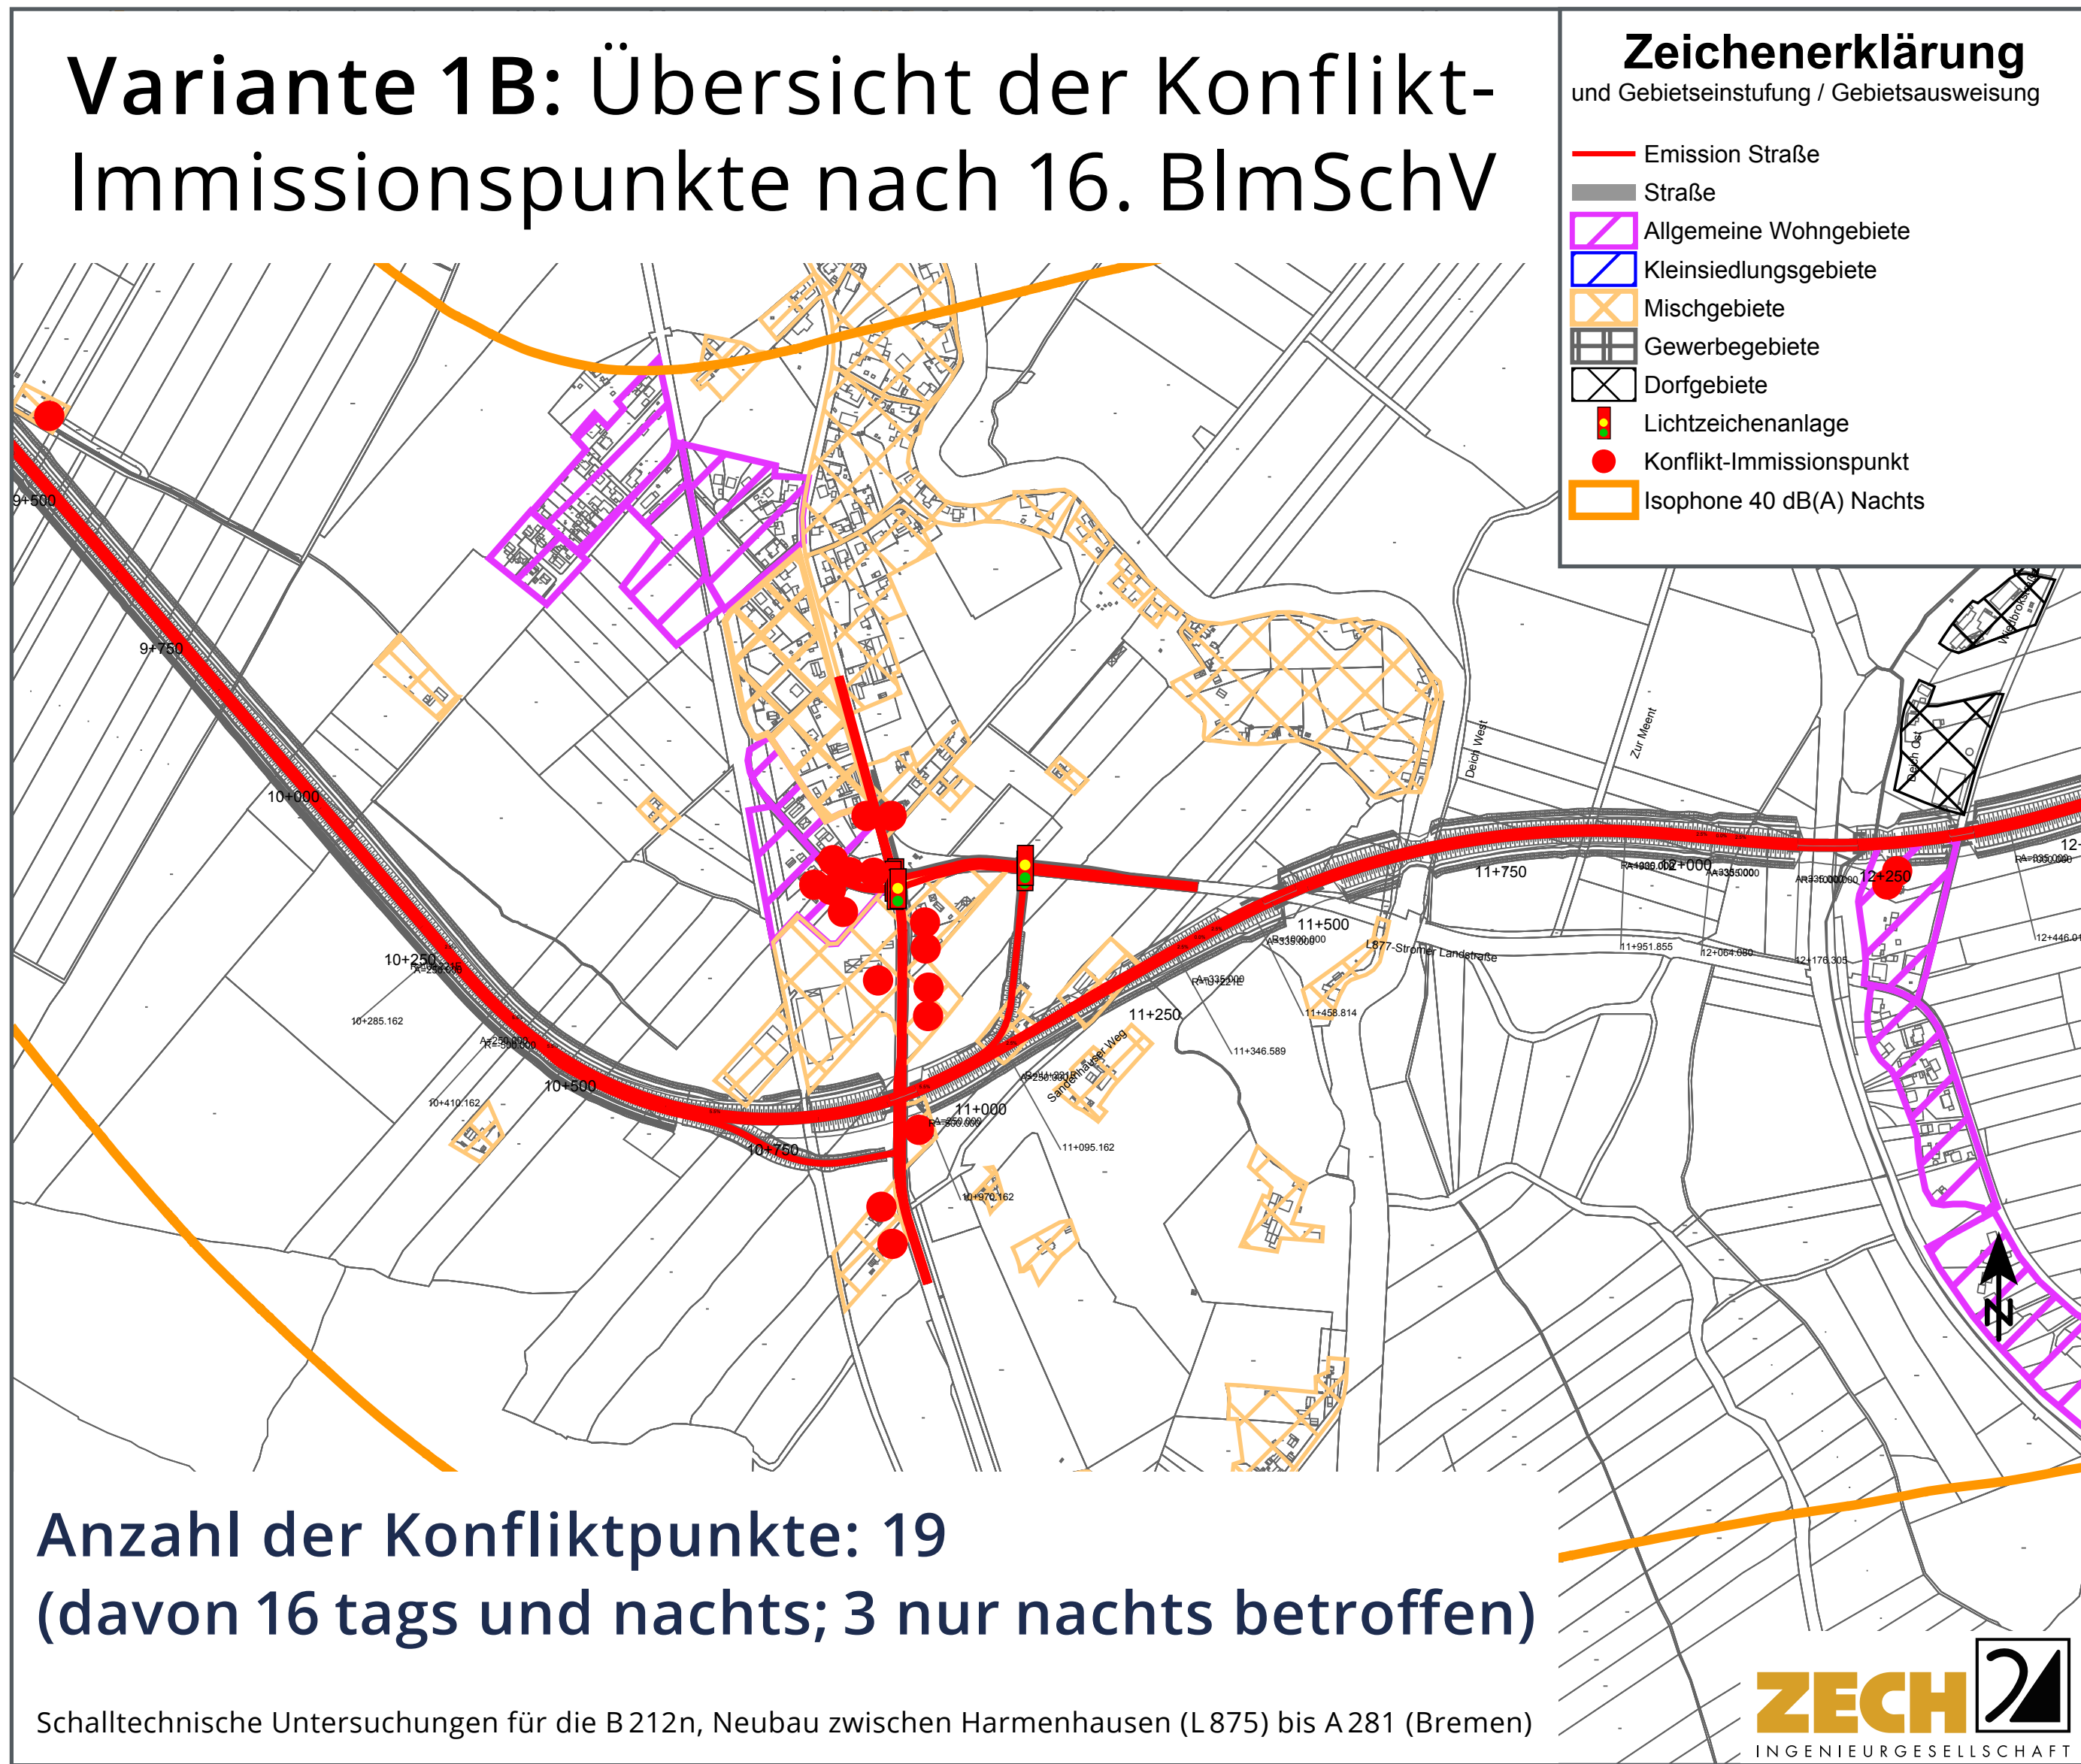 Variante 1B: Übersicht der Konflikt-
Immissionspunkte nach 16. BlmSchV
Zeichenerklärung
und Gebietseinstufung / Gebietsausweisung
Emission Straße
Straße
Allgemeine Wohngebiete
Kleinsiedlungsgebiete
Mischgebiete
Gewerbegebiete
Dorfgebiete
Lichtzeichenanlage
Konflikt-Immissionspunkt
Isophone 40 dB(A) Nachts
9+500
9+750
10+000
10+250
10+285.162
10+410.162
10+500
10+750
11+000
10+970.162
11+095.162
Sandenhauser Weg
11+250
A=335.000
11+346.589
11+458.814
11+500
L877-Stromer Landstraße
Deich West
Zur Meent
11+750
11+951.855
12+000
12+064.080
12+176.305
12+250
Deich Ost
12+446.01
N
Anzahl der Konfliktpunkte: 19
(davon 16 tags und nachts; 3 nur nachts betroffen)
Schalltechnische Untersuchungen für die B 212n, Neubau zwischen Harmenhausen (L 875) bis A 281 (Bremen)
ZECH
INGENIEURGESELLSCHAFT